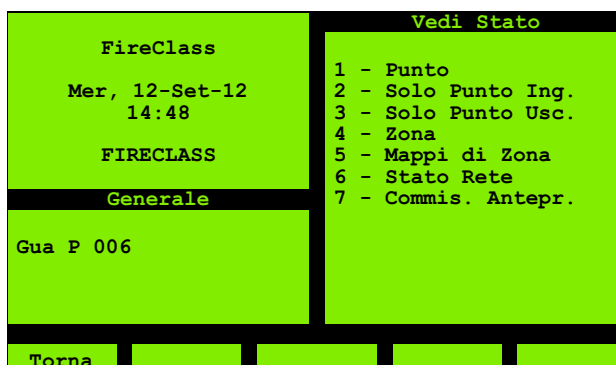 FireClass
Mer, 12-Set-12
14:48
FIRECLASS
Generale
Gua P 006
Vedi Stato
1 - Punto
2 - Solo Punto Ing.
3 - Solo Punto Usc.
4 - Zona
5 - Mappi di Zona
6 - Stato Rete
7 - Commis. Antepr.
Torna